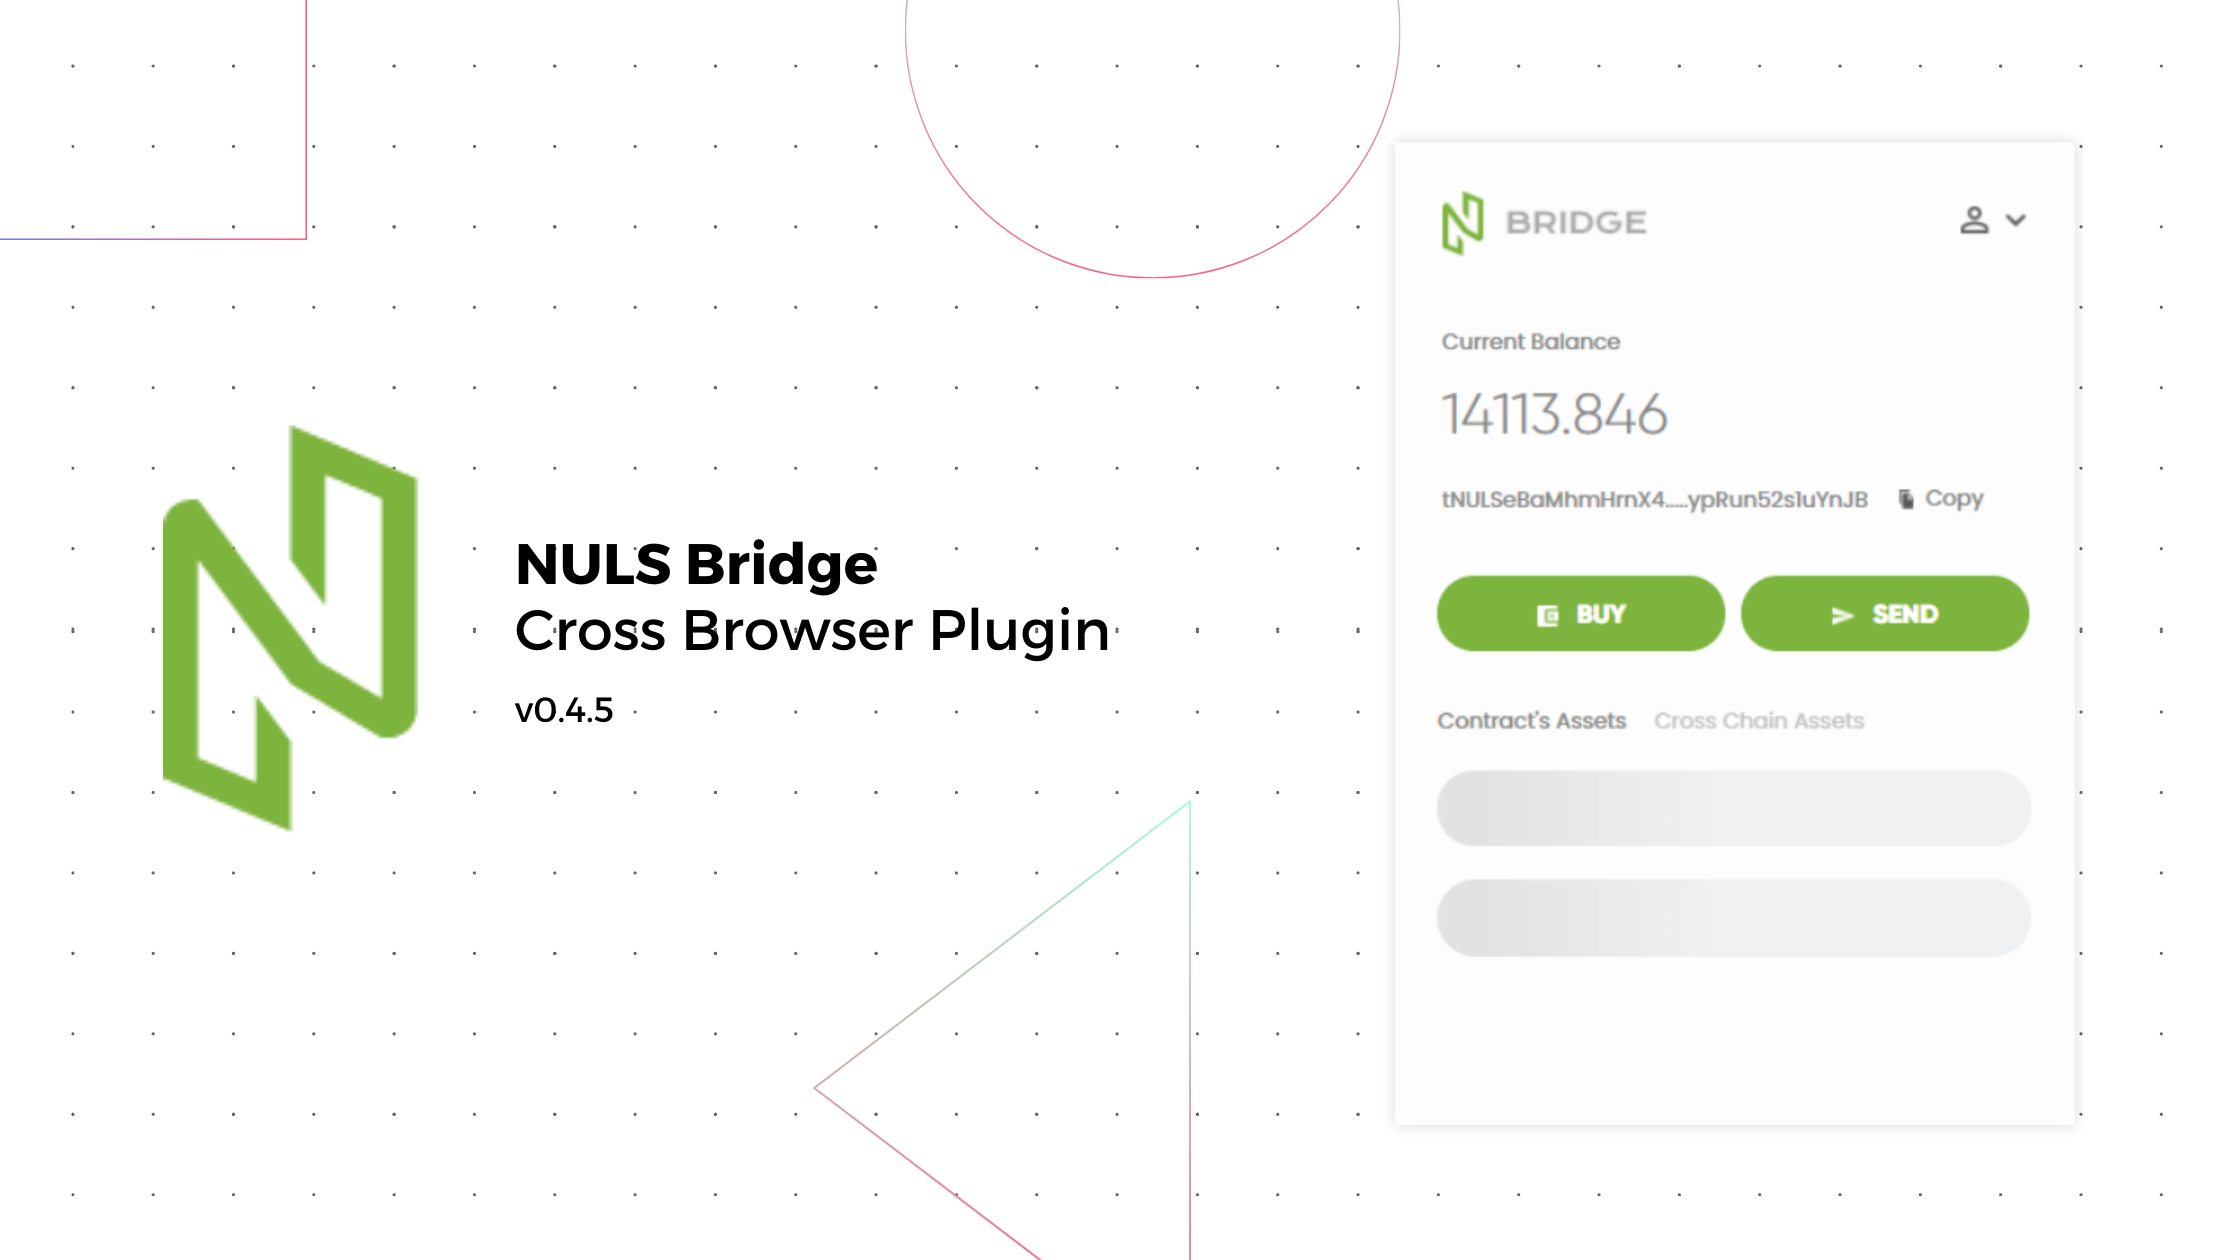 NULS Bridge
Cross Browser Plugin
v0.4.5
BRIDGE
Current Balance
14113.846
tNULSeBaMhmHrnX4.....ypRun52s1uYnJB Copy
BUY SEND
Contract's Assets Cross Chain Assets